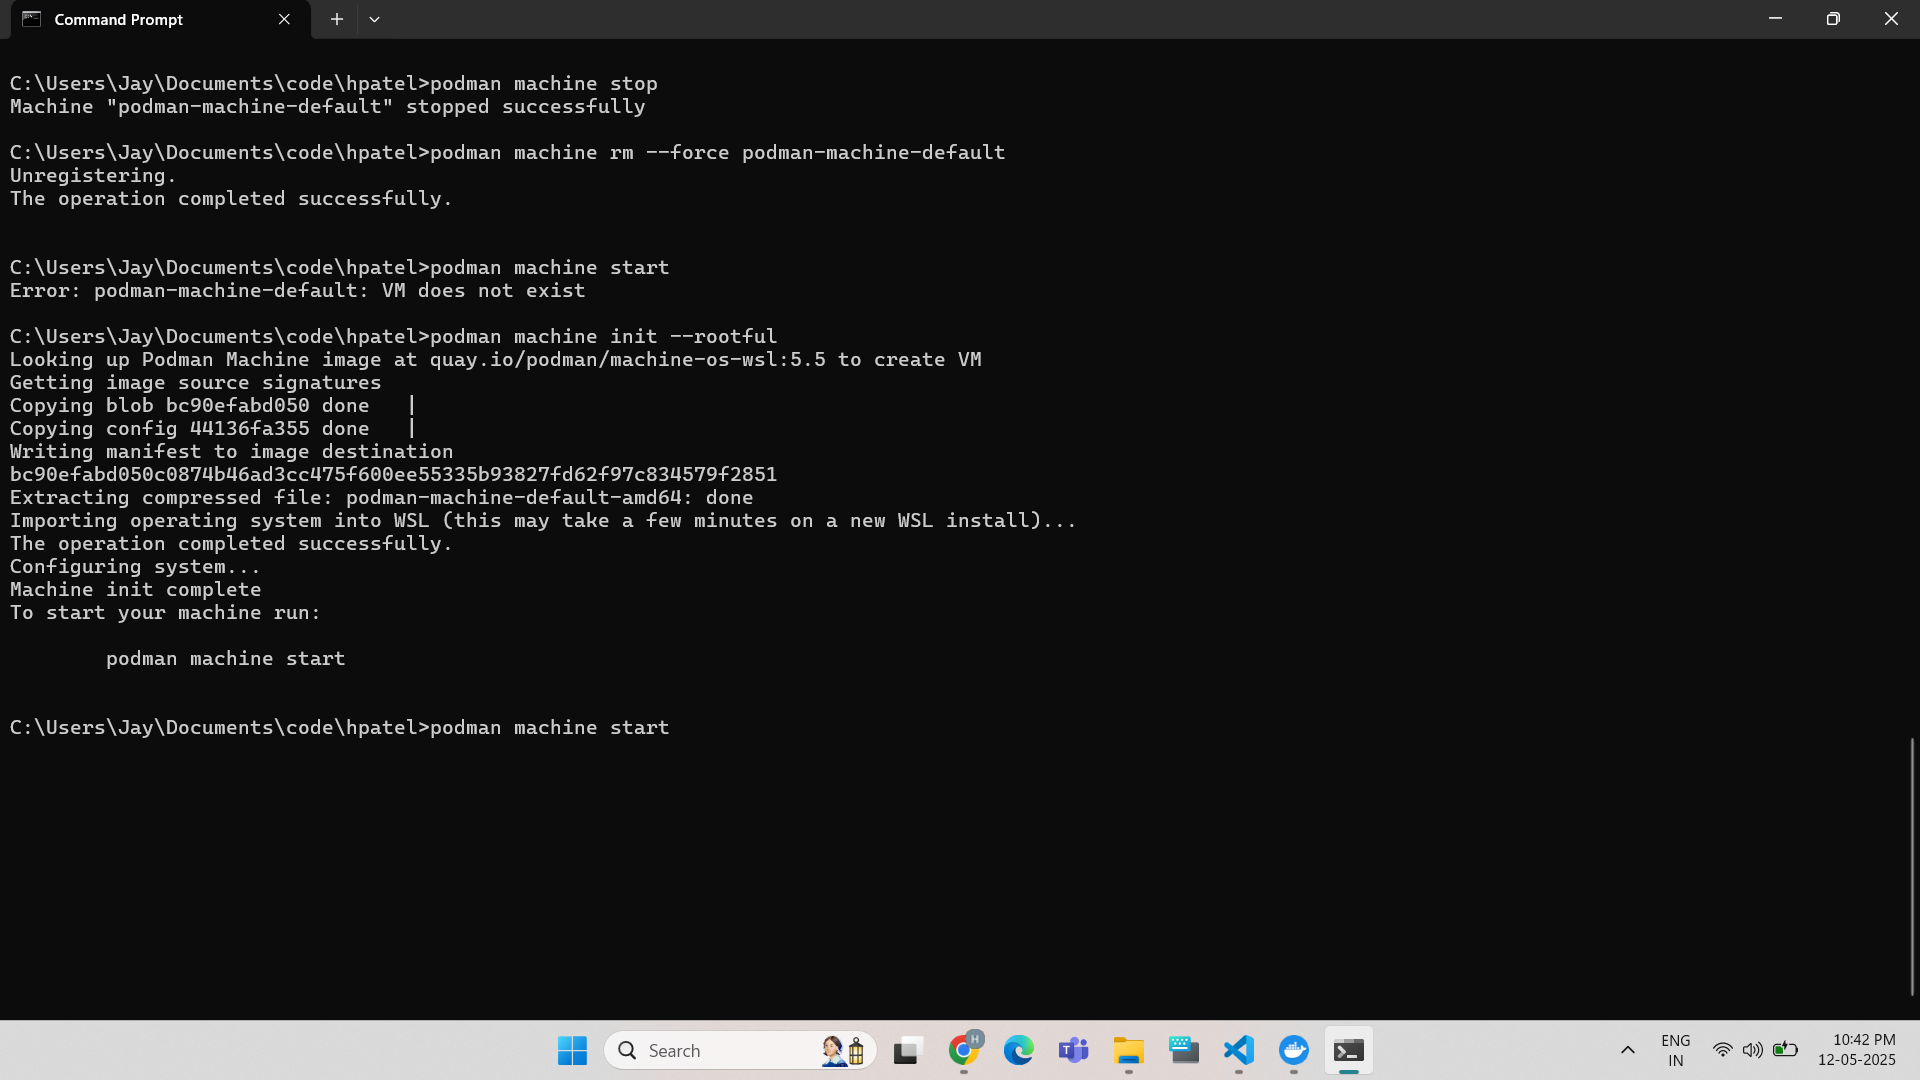 Command Prompt
C:\Users\Jay\Documents\code\hpatel>podman machine stop
Machine "podman-machine-default" stopped successfully
C:\Users\Jay\Documents\code\hpatel>podman machine rm --force podman-machine-default
Unregistering.
The operation completed successfully.
C:\Users\Jay\Documents\code\hpatel>podman machine start
Error: podman-machine-default: VM does not exist
C:\Users\Jay\Documents\code\hpatel>podman machine init --rootful
Looking up Podman Machine image at quay.io/podman/machine-os-wsl:5.5 to create VM
Getting image source signatures
Copying blob bc90efabd050 done   |
Copying config 44136fa355 done   |
Writing manifest to image destination
bc90efabd050c0874b46ad3cc475f600ee55335b93827fd62f97c834579f2851
Extracting compressed file: podman-machine-default-amd64: done
Importing operating system into WSL (this may take a few minutes on a new WSL install)...
The operation completed successfully.
Configuring system...
Machine init complete
To start your machine run:
podman machine start
C:\Users\Jay\Documents\code\hpatel>podman machine start
Search
H
T
ENG
IN
10:42 PM
12-05-2025